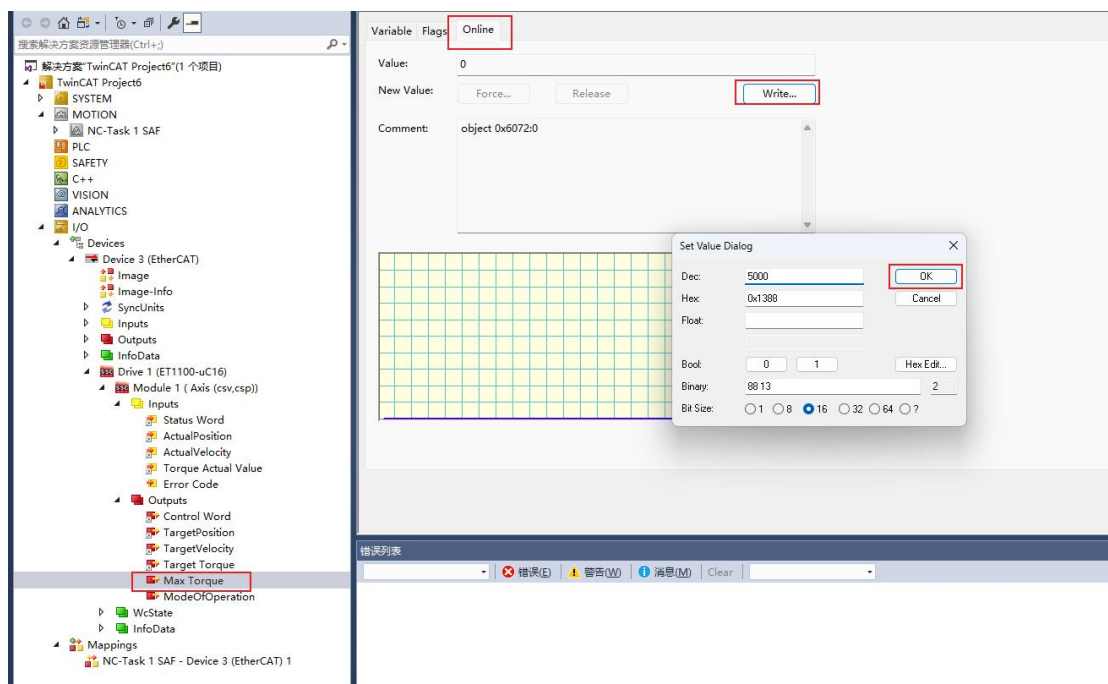 搜索解决方案资源管理器(Ctrl+;)
解决方案"TwinCAT Project6"(1 个项目)
TwinCAT Project6
SYSTEM
MOTION
NC-Task 1 SAF
PLC
SAFETY
C++
VISION
ANALYTICS
I/O
Devices
Device 3 (EtherCAT)
Image
Image-Info
SyncUnits
Inputs
Outputs
InfoData
Drive 1 (ET1100-uC16)
Module 1 ( Axis (csv,csp))
Inputs
Status Word
ActualPosition
ActualVelocity
Torque Actual Value
Error Code
Outputs
Control Word
TargetPosition
TargetVelocity
Target Torque
Max Torque
ModeOfOperation
WcState
InfoData
Mappings
NC-Task 1 SAF - Device 3 (EtherCAT) 1
Variable Flags Online
Value: 0
New Value: Force... Release Write...
Comment: object 0x6072:0
Set Value Dialog
Dec: 5000 OK
Hex: 0x1388 Cancel
Float:
Bool: 0 1 Hex Edit...
Binary: 88 13 2
Bit Size: 1 8 16 32 64 ?
错误列表
错误(E) 警告(W) 消息(M) Clear